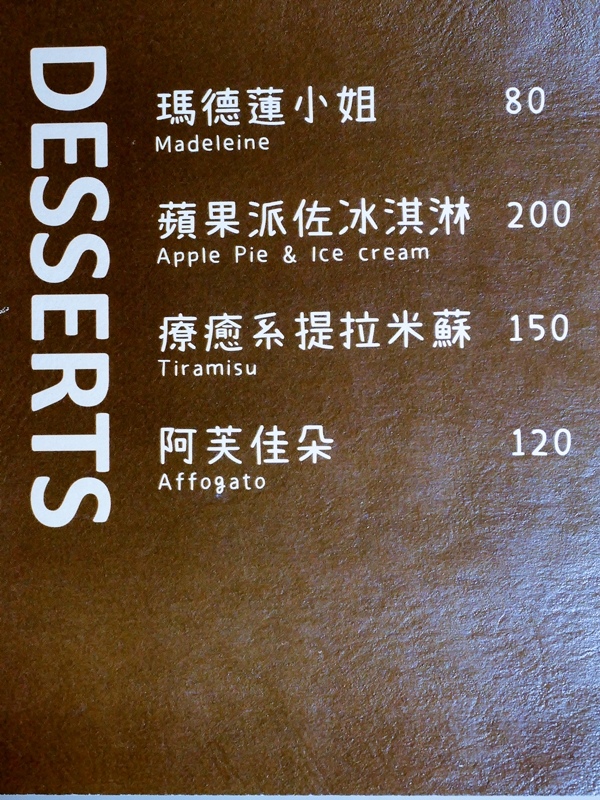 DESSERTS
瑪德蓮小姐 80
Madeleine
蘋果派佐冰淇淋 200
Apple Pie & Ice cream
療癒系提拉米蘇 150
Tiramisu
阿芙佳朵 120
Affogato